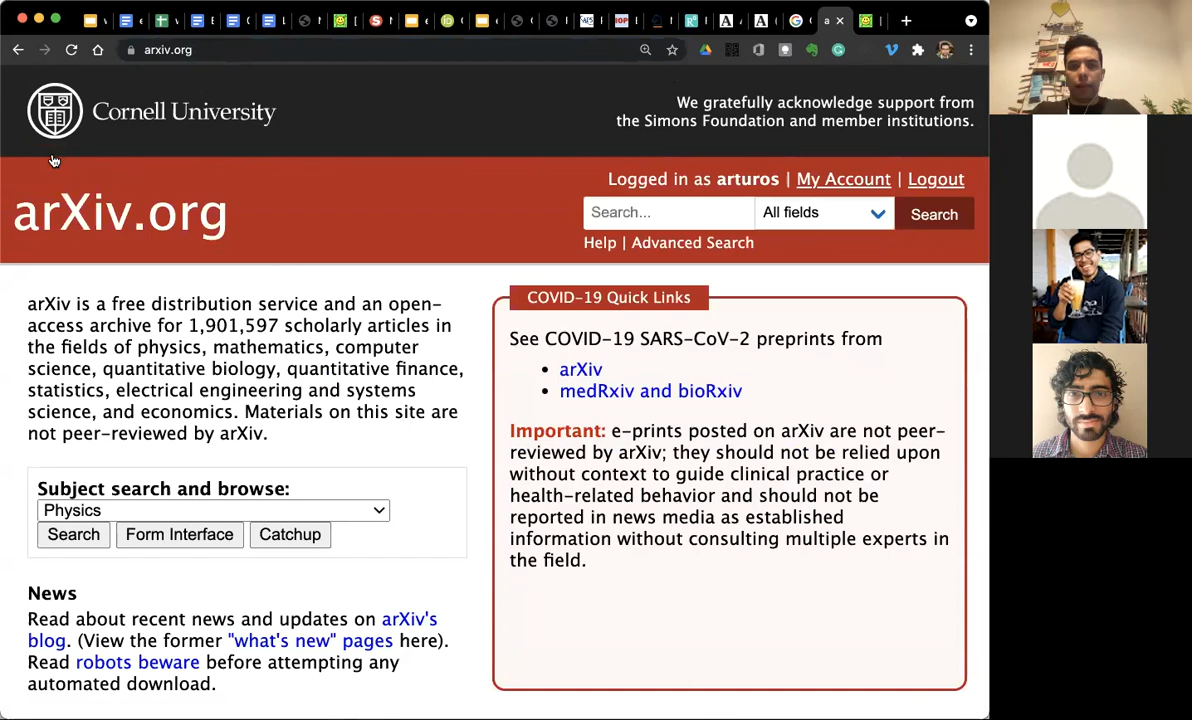 arxiv.org
Cornell University
We gratefully acknowledge support from
the Simons Foundation and member institutions.
arXiv.org
Logged in as arturos | My Account | Logout
Search... All fields Search
Help | Advanced Search
arXiv is a free distribution service and an open-
access archive for 1,901,597 scholarly articles in
the fields of physics, mathematics, computer
science, quantitative biology, quantitative finance,
statistics, electrical engineering and systems
science, and economics. Materials on this site are
not peer-reviewed by arXiv.
Subject search and browse:
Physics
Search Form Interface Catchup
News
Read about recent news and updates on arXiv's
blog. (View the former "what's new" pages here).
Read robots beware before attempting any
automated download.
COVID-19 Quick Links
See COVID-19 SARS-CoV-2 preprints from
• arXiv
• medRxiv and bioRxiv
Important: e-prints posted on arXiv are not peer-
reviewed by arXiv; they should not be relied upon
without context to guide clinical practice or
health-related behavior and should not be
reported in news media as established
information without consulting multiple experts in
the field.